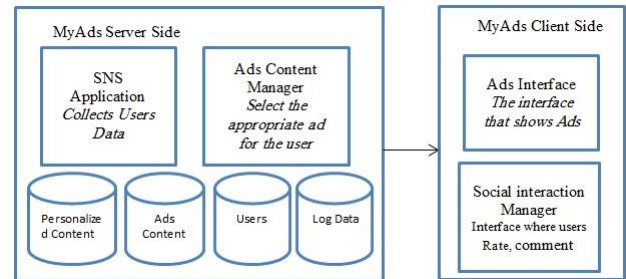 MyAds Server Side
SNS
Application
Collects Users
Data
Ads Content
Manager
Select the
appropriate ad
for the user
Personalize
d Content
Ads
Content
Users
Log Data
MyAds Client Side
Ads Interface
The interface
that shows Ads
Social interaction
Manager
Interface where users
Rate, comment